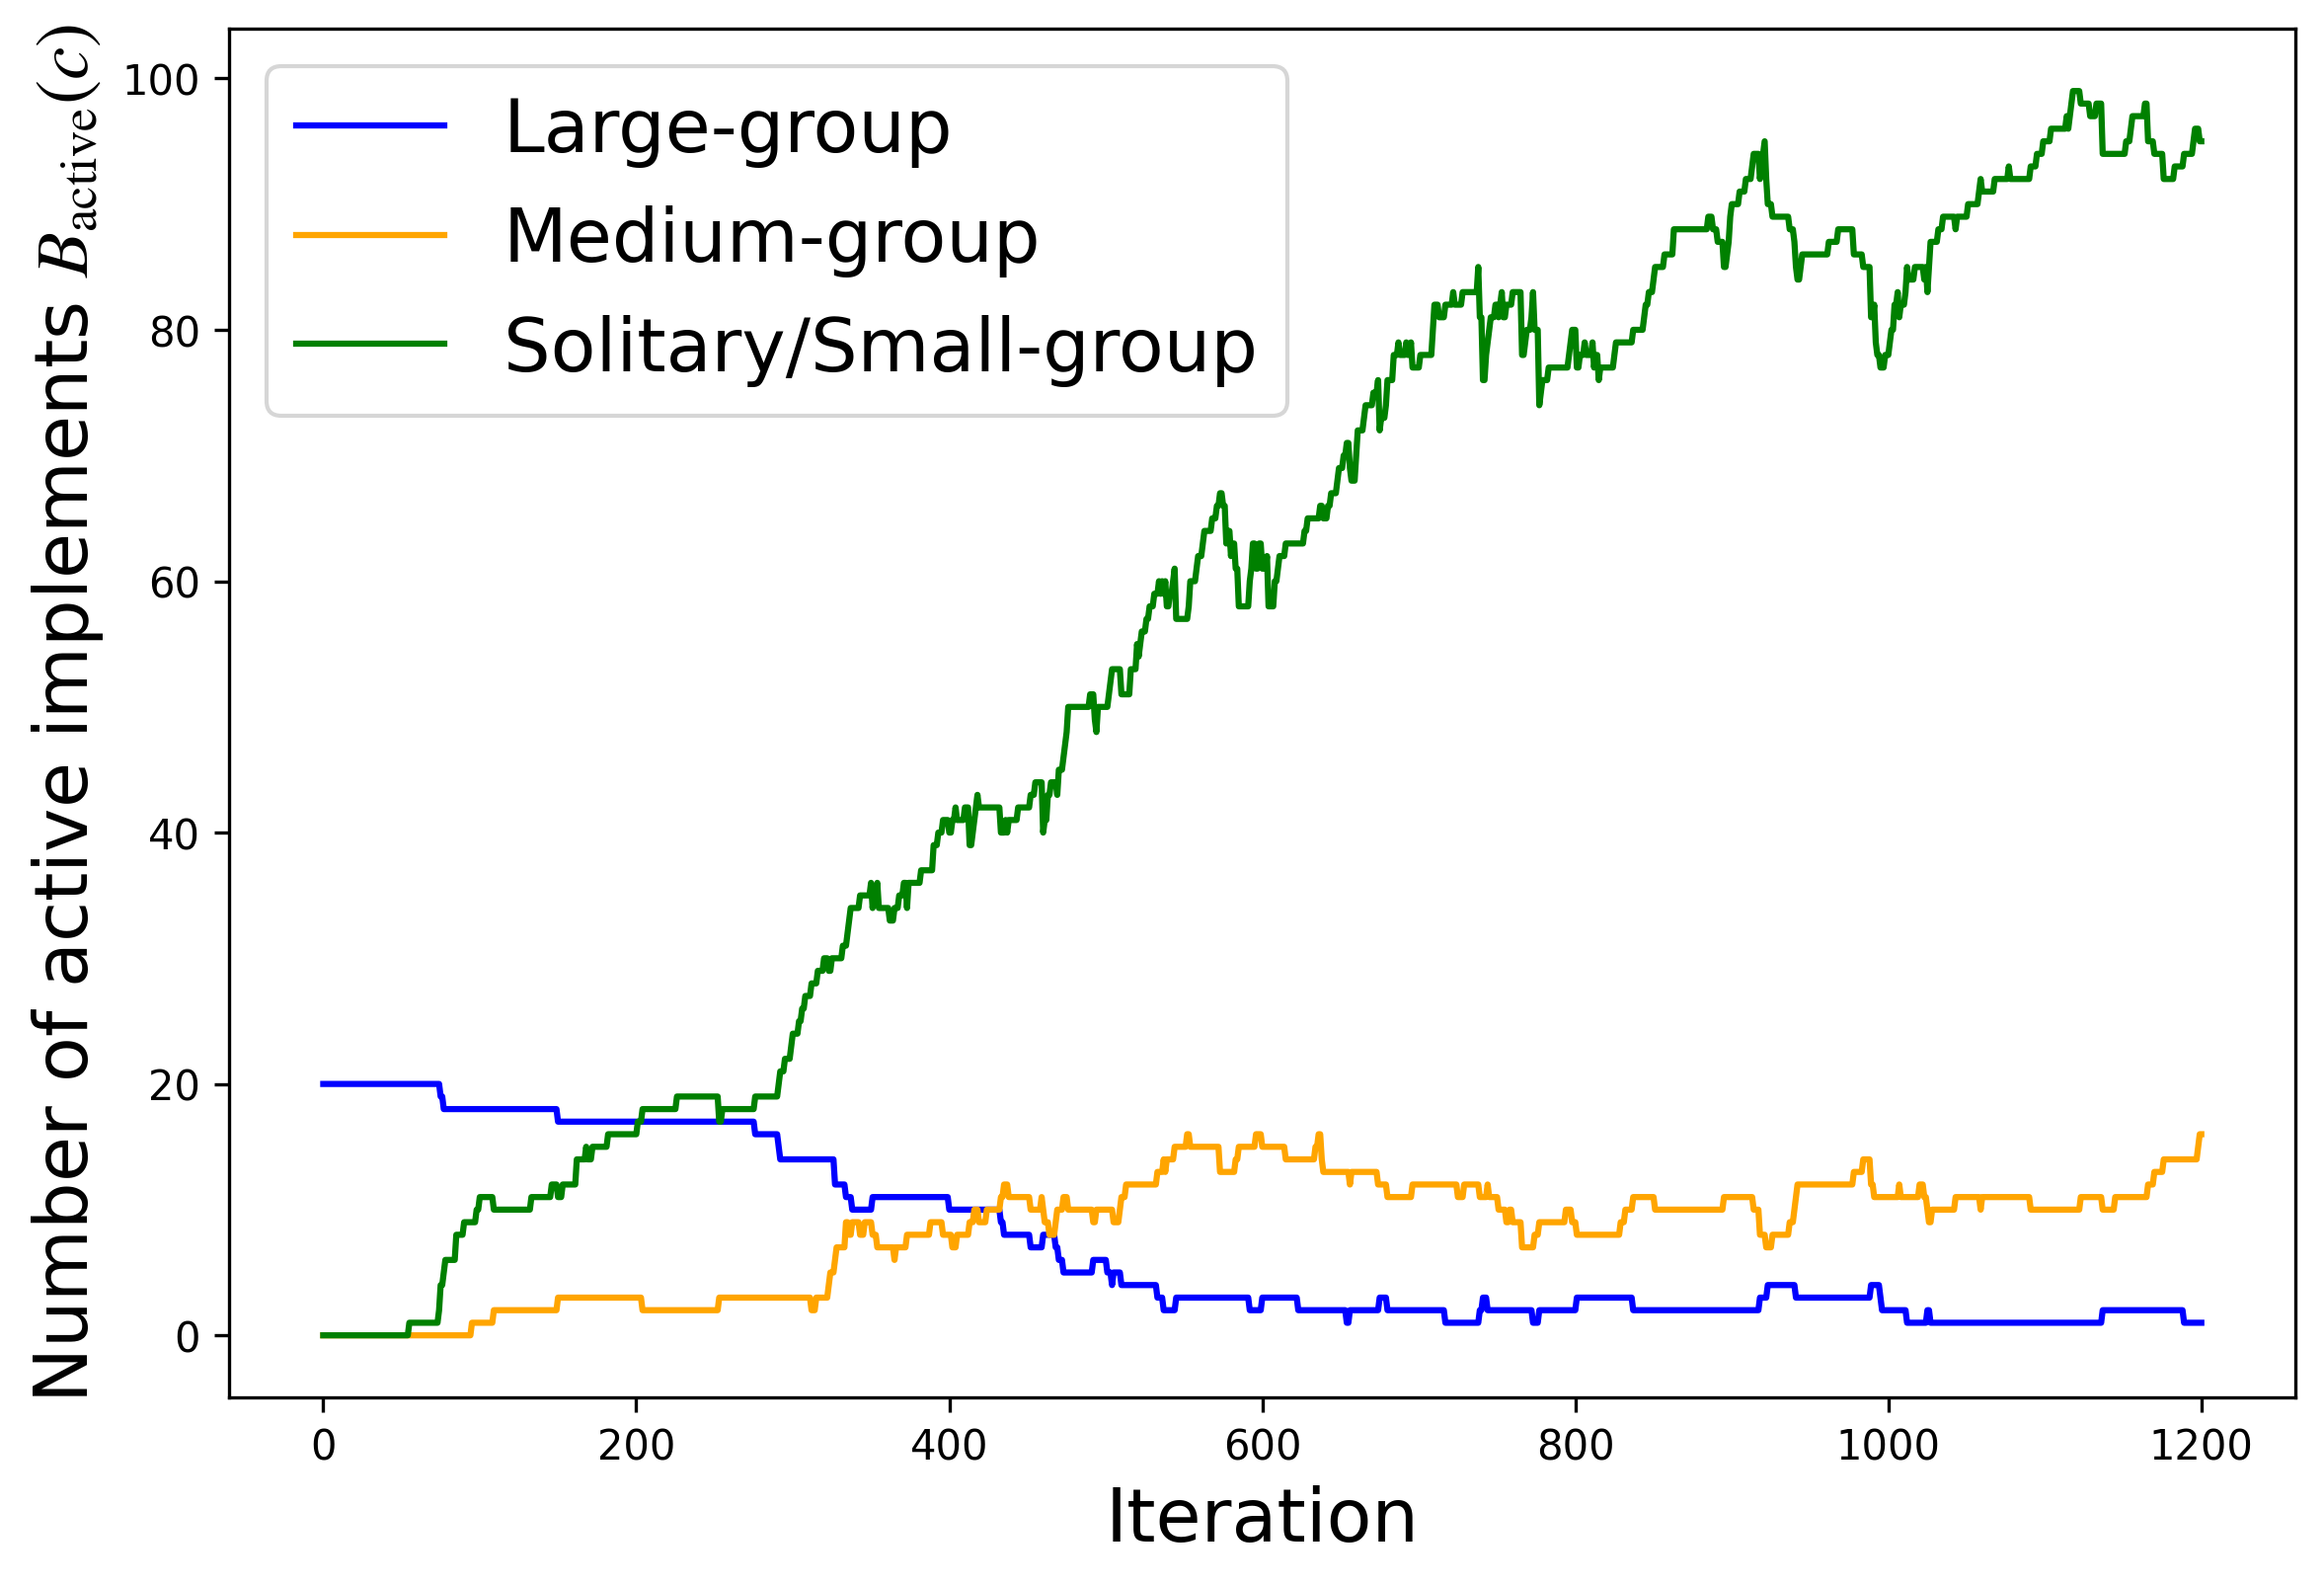 Number of active implements B_active(c)
100
80
60
40
20
0
Large-group
Medium-group
Solitary/Small-group
0 200 400 600 800 1000 1200
Iteration